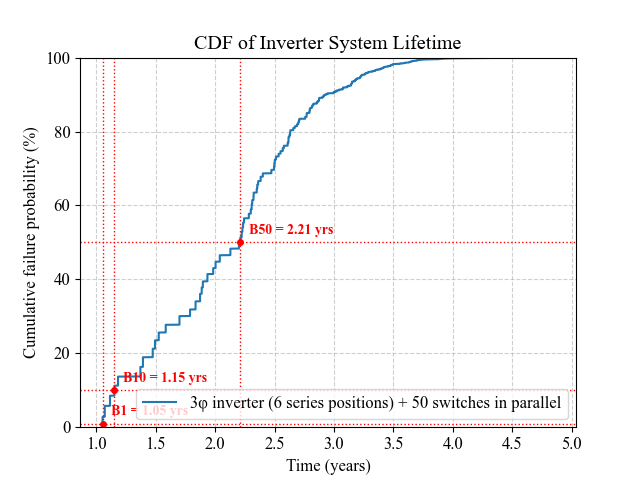 CDF of Inverter System Lifetime
Cumulative failure probability (%)
100
80
60
40
20
0
B50 = 2.21 yrs
B10 = 1.15 yrs
B1 = 1.05 yrs
3φ inverter (6 series positions) + 50 switches in parallel
1.0 1.5 2.0 2.5 3.0 3.5 4.0 4.5 5.0
Time (years)